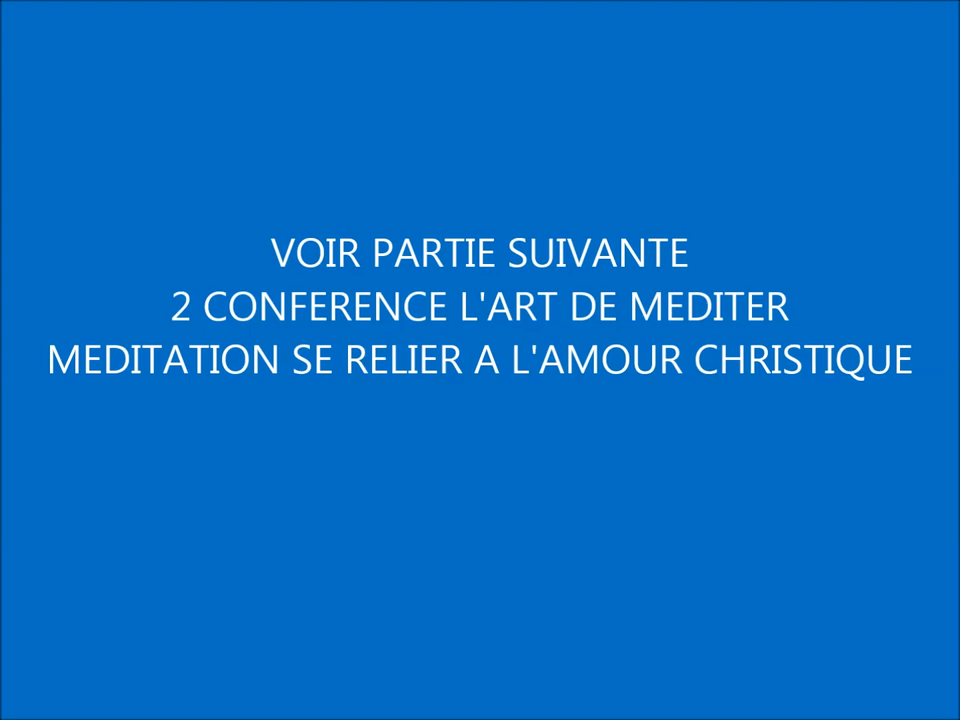 VOIR PARTIE SUIVANTE
2 CONFERENCE L'ART DE MEDITER
MEDITATION SE RELIER A L'AMOUR CHRISTIQUE